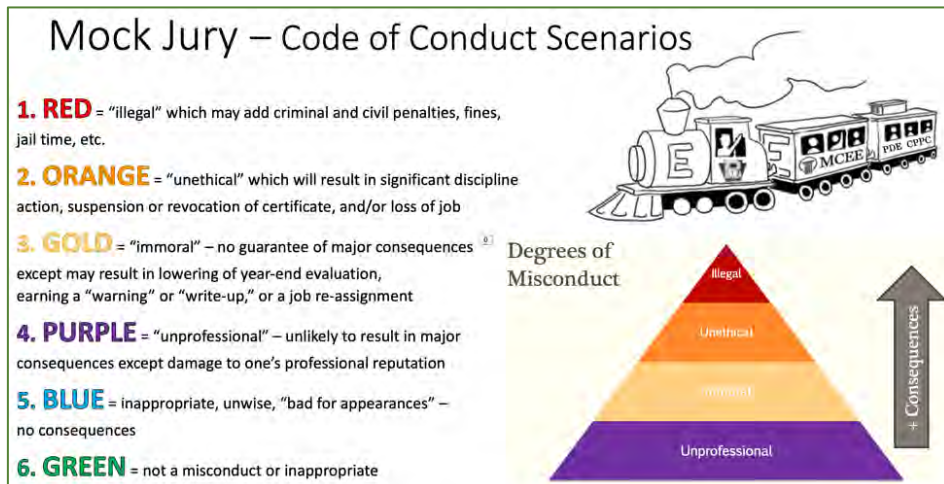 Mock Jury – Code of Conduct Scenarios
1. RED = “illegal” which may add criminal and civil penalties, fines,
jail time, etc.
2. ORANGE = “unethical” which will result in significant discipline
action, suspension or revocation of certificate, and/or loss of job
3. GOLD = “immoral” – no guarantee of major consequences
except may result in lowering of year-end evaluation,
earning a “warning” or “write-up,” or a job re-assignment
4. PURPLE = “unprofessional” – unlikely to result in major
consequences except damage to one’s professional reputation
5. BLUE = inappropriate, unwise, “bad for appearances” –
no consequences
6. GREEN = not a misconduct or inappropriate
E
E
MCEE
PDE CPPC
Degrees of
Misconduct
Illegal
Unethical
Immoral
Unprofessional
+ Consequences